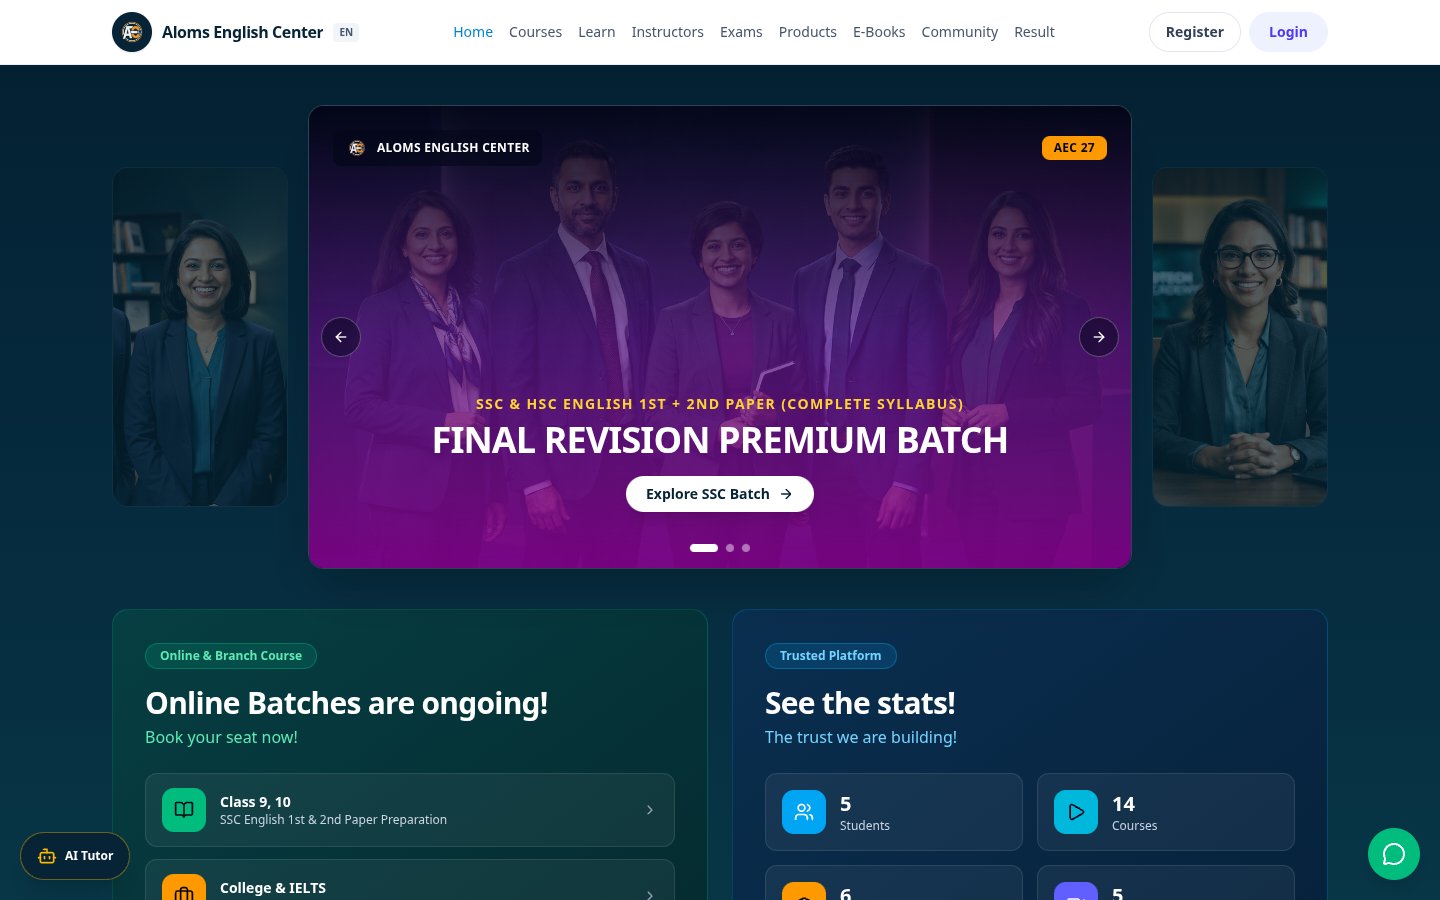 Aloms English Center EN
Home Courses Learn Instructors Exams Products E-Books Community Result
Register Login
ALOMS ENGLISH CENTER
AEC 27
SSC & HSC ENGLISH 1ST + 2ND PAPER (COMPLETE SYLLABUS)
FINAL REVISION PREMIUM BATCH
Explore SSC Batch
Online & Branch Course
Online Batches are ongoing!
Book your seat now!
Class 9, 10
SSC English 1st & 2nd Paper Preparation
College & IELTS
Trusted Platform
See the stats!
The trust we are building!
5
Students
14
Courses
6
5
AI Tutor